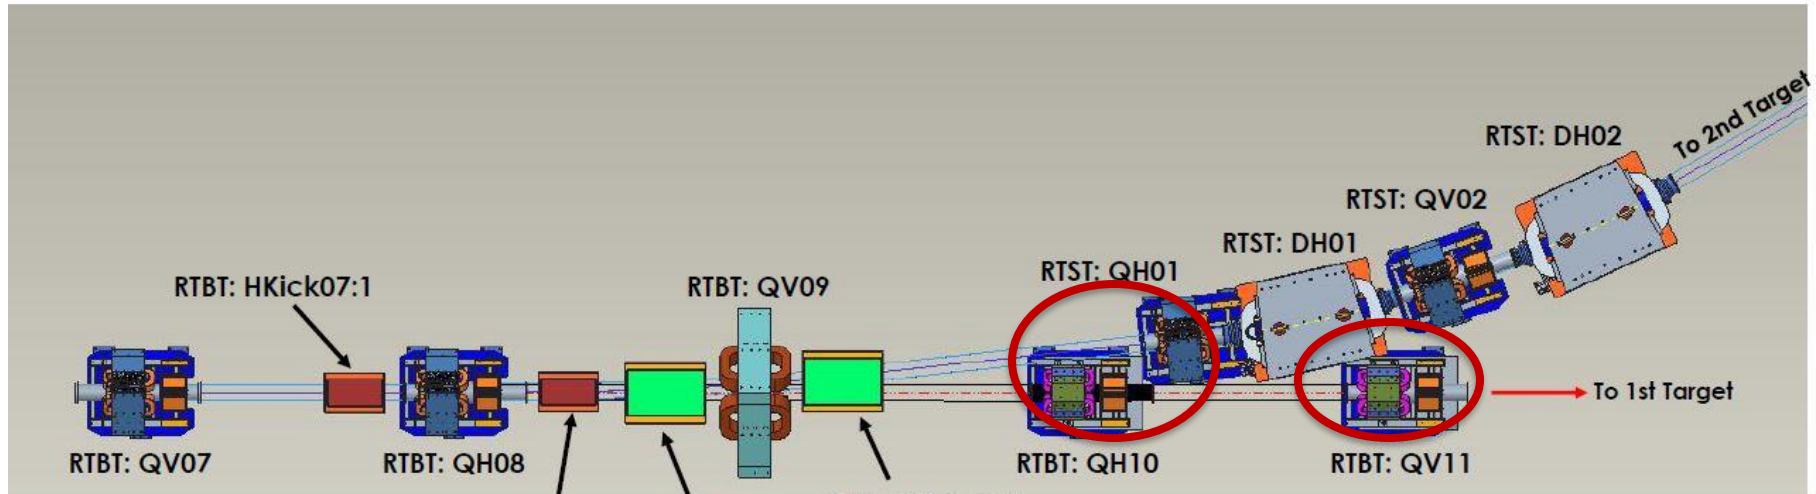 To 2nd Target
RTST: DH02
RTST: QV02
RTST: DH01
RTST: QH01
RTBT: HKick07:1
RTBT: QV09
To 1st Target
RTBT: QV07
RTBT: QH08
RTBT: QH10
RTBT: QV11